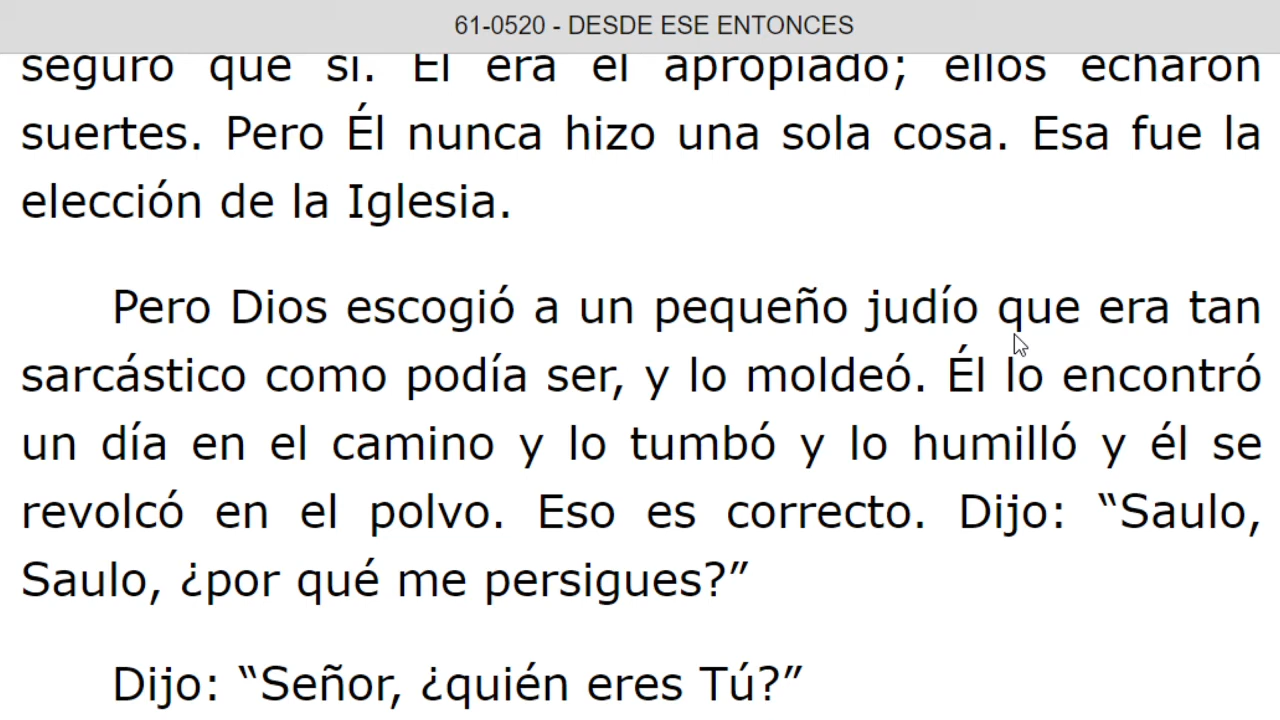 61-0520 - DESDE ESE ENTONCES
seguro que sí. Él era el apropiado; ellos echaron
suertes. Pero Él nunca hizo una sola cosa. Esa fue la
elección de la Iglesia.
Pero Dios escogió a un pequeño judío que era tan
sarcástico como podía ser, y lo moldeó. Él lo encontró
un día en el camino y lo tumbó y lo humilló y él se
revolcó en el polvo. Eso es correcto. Dijo: “Saulo,
Saulo, ¿por qué me persigues?”
Dijo: “Señor, ¿quién eres Tú?”